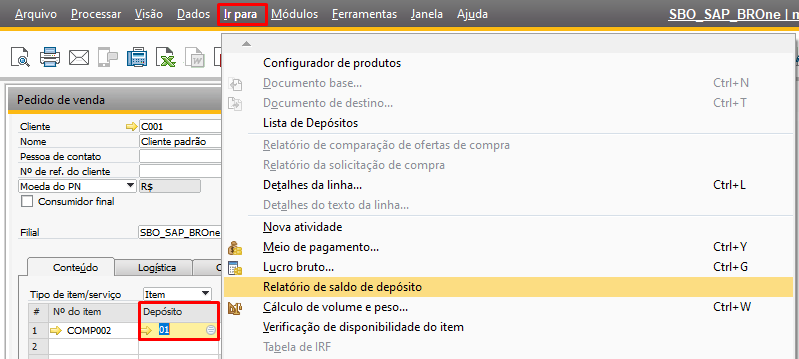 Arquivo Processar Visão Dados Ir para Módulos Ferramentas Janela Ajuda SBO_SAP_BROne | n
Configurador de produtos
Documento base... Ctrl+N
Documento de destino... Ctrl+T
Lista de Depósitos
Relatório de comparação de ofertas de compra
Relatório da solicitação de compra
Detalhes da linha... Ctrl+L
Detalhes do texto da linha...
Nova atividade
Meio de pagamento... Ctrl+Y
Lucro bruto... Ctrl+G
Relatório de saldo de depósito
Cálculo de volume e peso... Ctrl+W
Verificação de disponibilidade do item
Tabela de IRF
Pedido de venda
Cliente C001
Nome Cliente padrão
Pessoa de contato
Nº de ref. do cliente
Moeda do PN R$
Consumidor final
Filial SBO_SAP_BROne
Conteúdo Logística C
Tipo de item/serviço Item
# Nº do item Depósito
1 COMP002 01
2